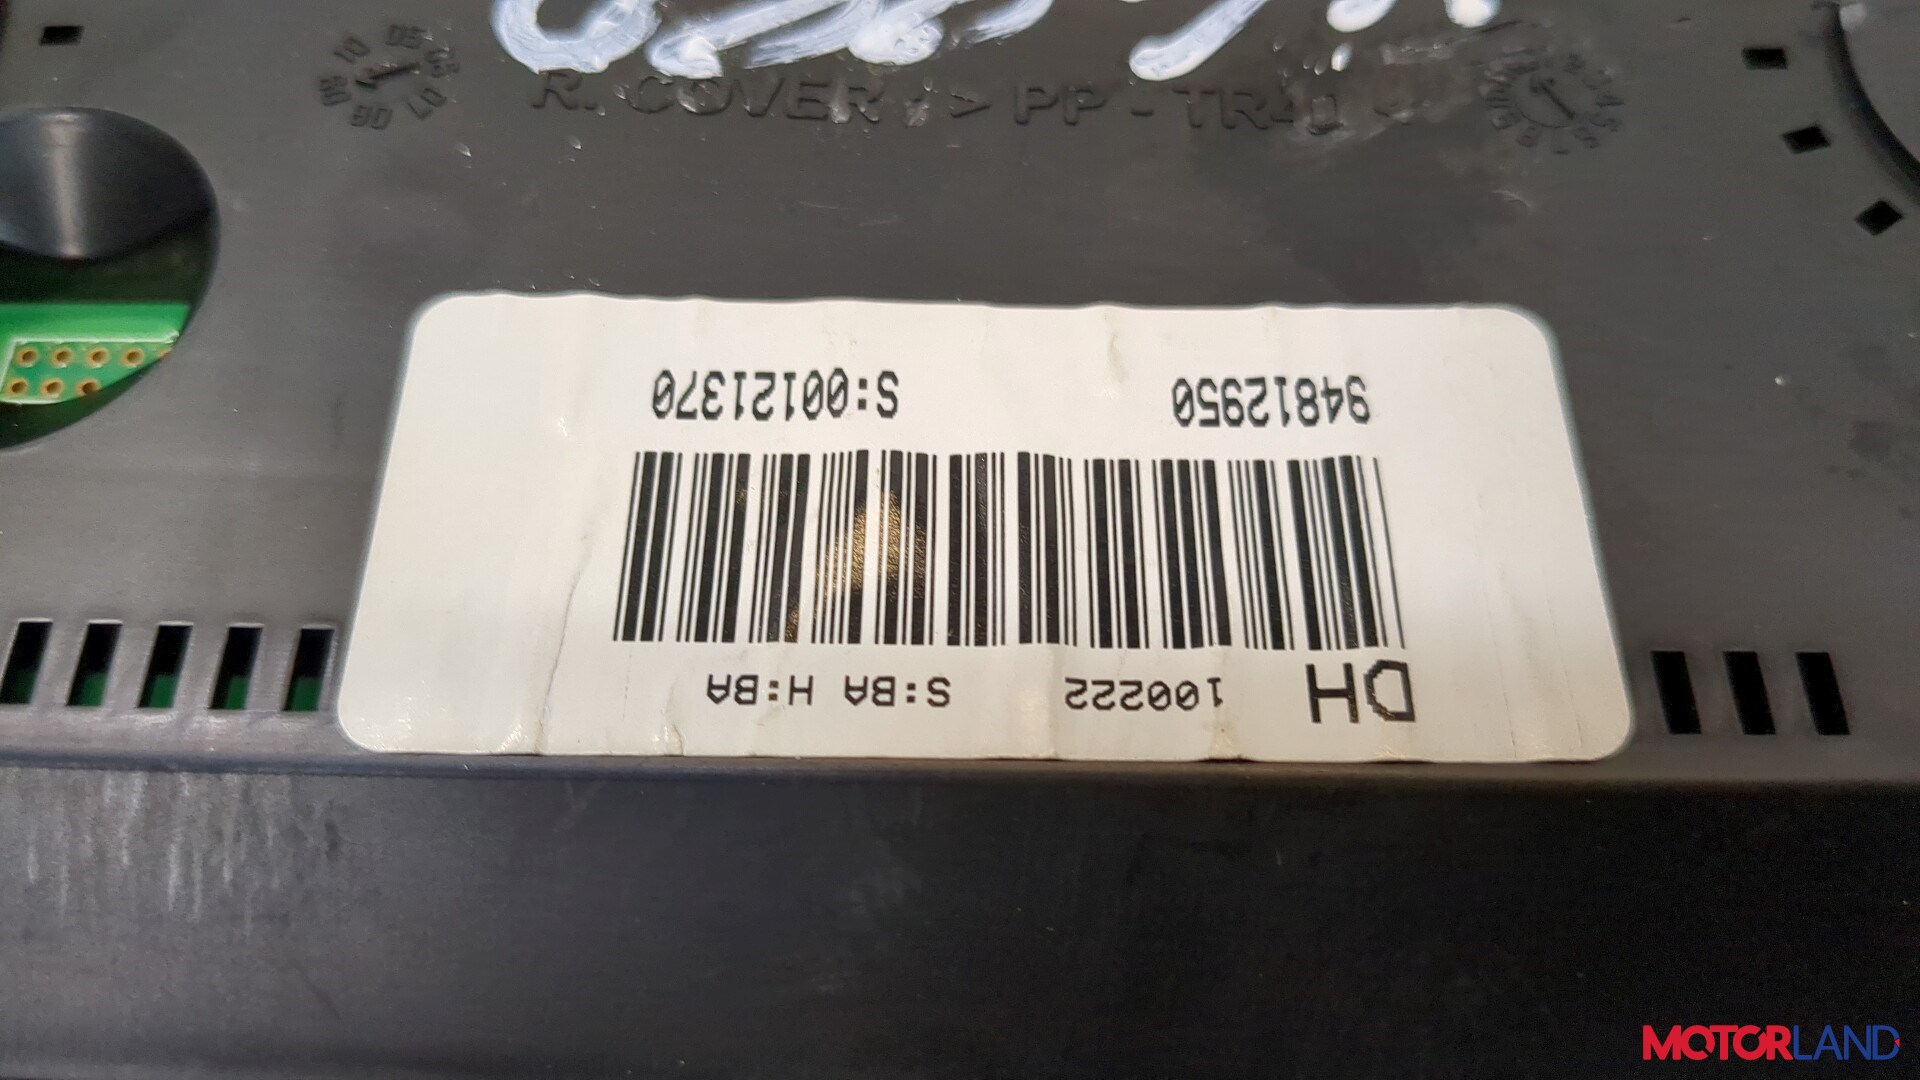 R. COVER > PP - TR40 <
DH 100222 S:BA H:BA
94812950 S:00121370
MOTORLAND